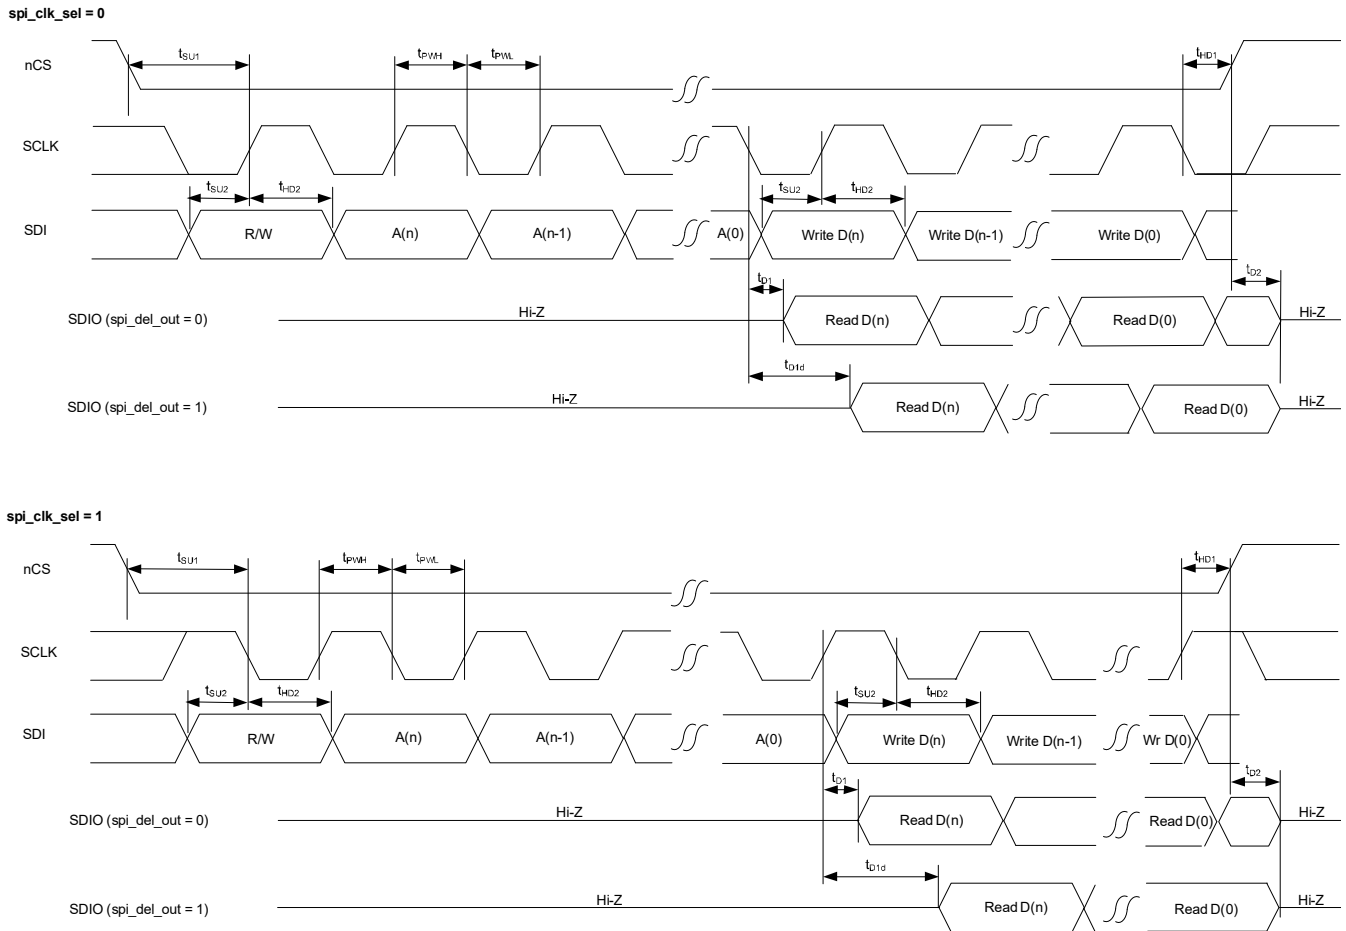 spi_clk_sel = 0
nCS
tSU1
tPWH
tPWL
tHD1
SCLK
tSU2
tHD2
tSU2
tHD2
SDI
R/W
A(n)
A(n-1)
A(0)
Write D(n)
Write D(n-1)
Write D(0)
tD1
tD2
SDIO (spi_del_out = 0)
Hi-Z
Read D(n)
Read D(0)
Hi-Z
tD1d
SDIO (spi_del_out = 1)
Hi-Z
Read D(n)
Read D(0)
Hi-Z
spi_clk_sel = 1
nCS
tSU1
tPWH
tPWL
tHD1
SCLK
tSU2
tHD2
tSU2
tHD2
SDI
R/W
A(n)
A(n-1)
A(0)
Write D(n)
Write D(n-1)
Wr D(0)
tD1
tD2
SDIO (spi_del_out = 0)
Hi-Z
Read D(n)
Read D(0)
Hi-Z
tD1d
SDIO (spi_del_out = 1)
Hi-Z
Read D(n)
Read D(0)
Hi-Z